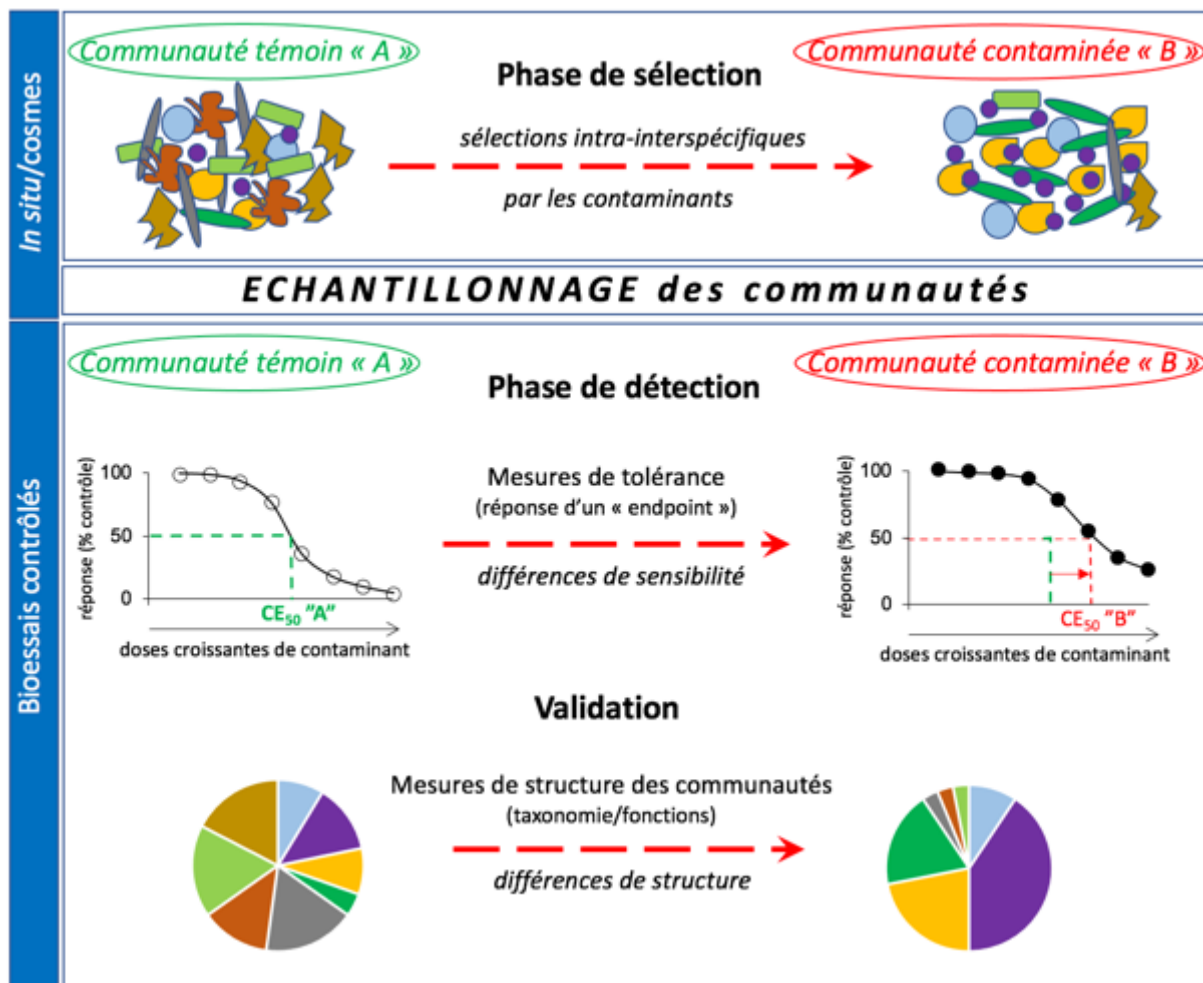 In situ/cosmes
Communauté témoin « A »
Phase de sélection
Communauté contaminée « B »
sélections intra-interspécifiques
par les contaminants
ECHANTILLONNAGE des communautés
Bioessais contrôlés
Communauté témoin « A »
Phase de détection
Communauté contaminée « B »
réponse (% contrôle)
100
50
0
CE50 "A"
doses croissantes de contaminant
Mesures de tolérance
(réponse d'un « endpoint »)
différences de sensibilité
réponse (% contrôle)
100
50
0
CE50 "B"
doses croissantes de contaminant
Validation
Mesures de structure des communautés
(taxonomie/fonctions)
différences de structure